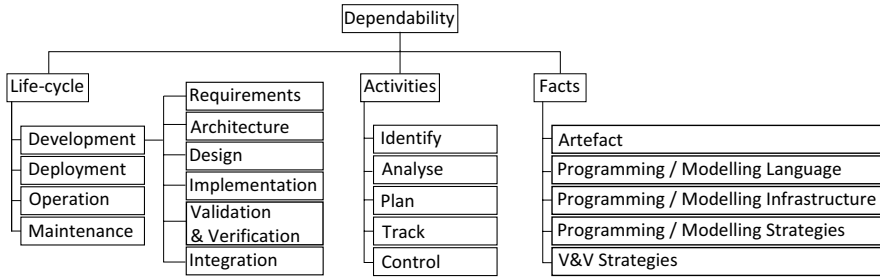 Dependability
Life-cycle
Development
Deployment
Operation
Maintenance
Requirements
Architecture
Design
Implementation
Validation
& Verification
Integration
Activities
Identify
Analyse
Plan
Track
Control
Facts
Artefact
Programming / Modelling Language
Programming / Modelling Infrastructure
Programming / Modelling Strategies
V&V Strategies